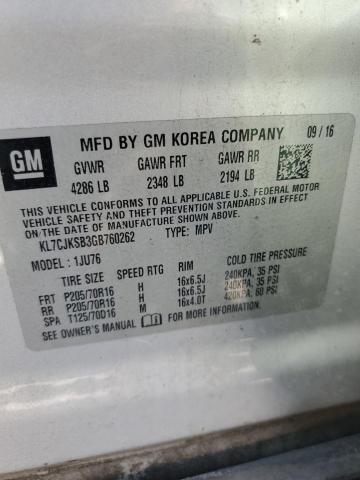 GM
MFD BY GM KOREA COMPANY 09/16
GVWR GAWR FRT GAWR RR
4286 LB 2348 LB 2194 LB
THIS VEHICLE CONFORMS TO ALL APPLICABLE U.S. FEDERAL MOTOR
VEHICLE SAFETY AND THEFT PREVENTION STANDARDS IN EFFECT
ON THE DATE OF MANUFACTURE SHOWN ABOVE.
KL7CJKSB3GB760262 TYPE: MPV
MODEL: 1JU76
TIRE SIZE SPEED RTG RIM COLD TIRE PRESSURE
FRT P205/70R16 H 16x6.5J 240KPA, 35 PSI
RR P205/70R16 H 16x6.5J 240KPA, 35 PSI
SPA T125/70D16 M 16x4.0T 420KPA, 60 PSI
SEE OWNER'S MANUAL FOR MORE INFORMATION.